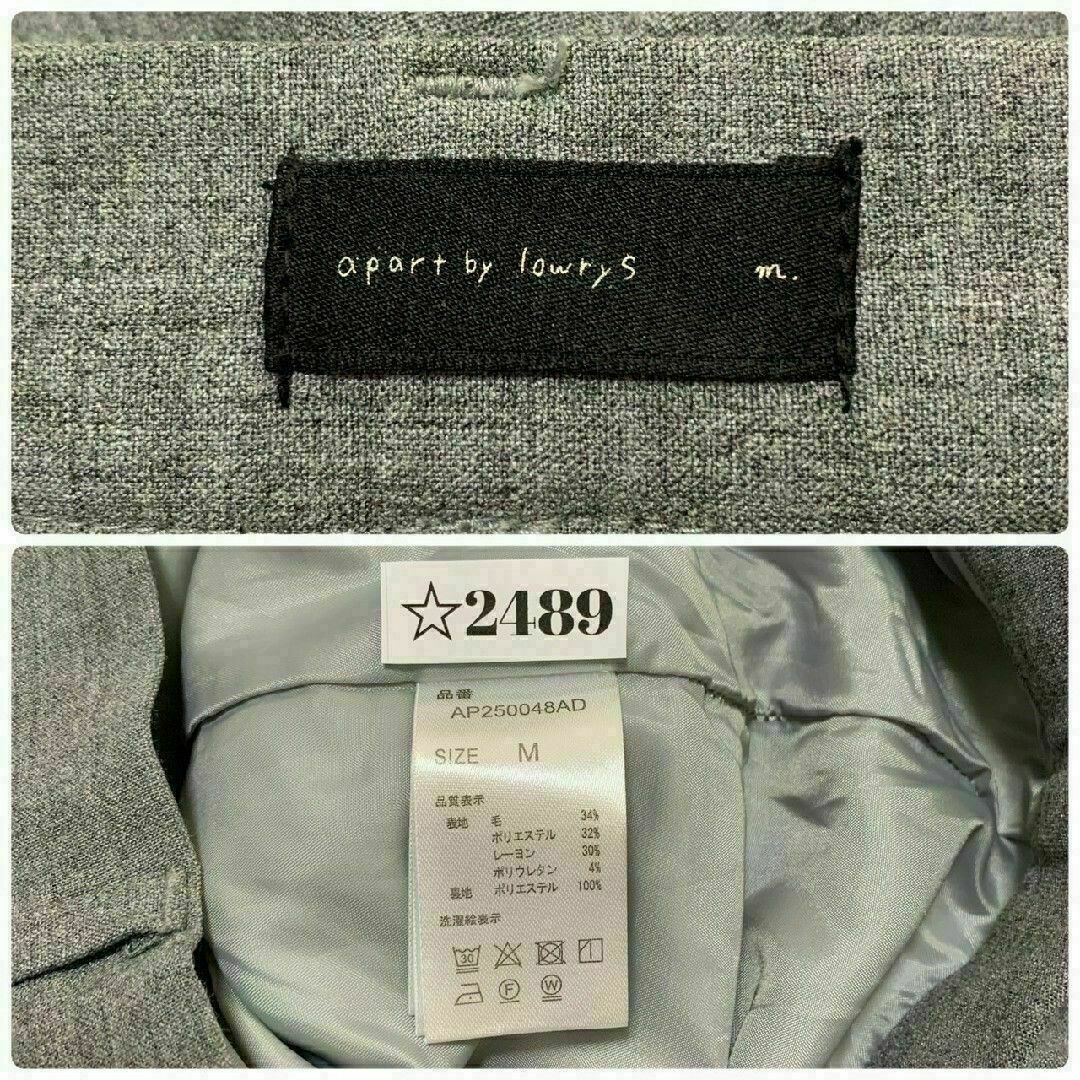 apart by lowrys m.
☆2489
品番
AP250048AD
SIZE M
品質表示
表地 毛 34%
ポリエステル 32%
レーヨン 30%
ポリウレタン 4%
裏地 ポリエステル 100%
洗濯絵表示
30
F W